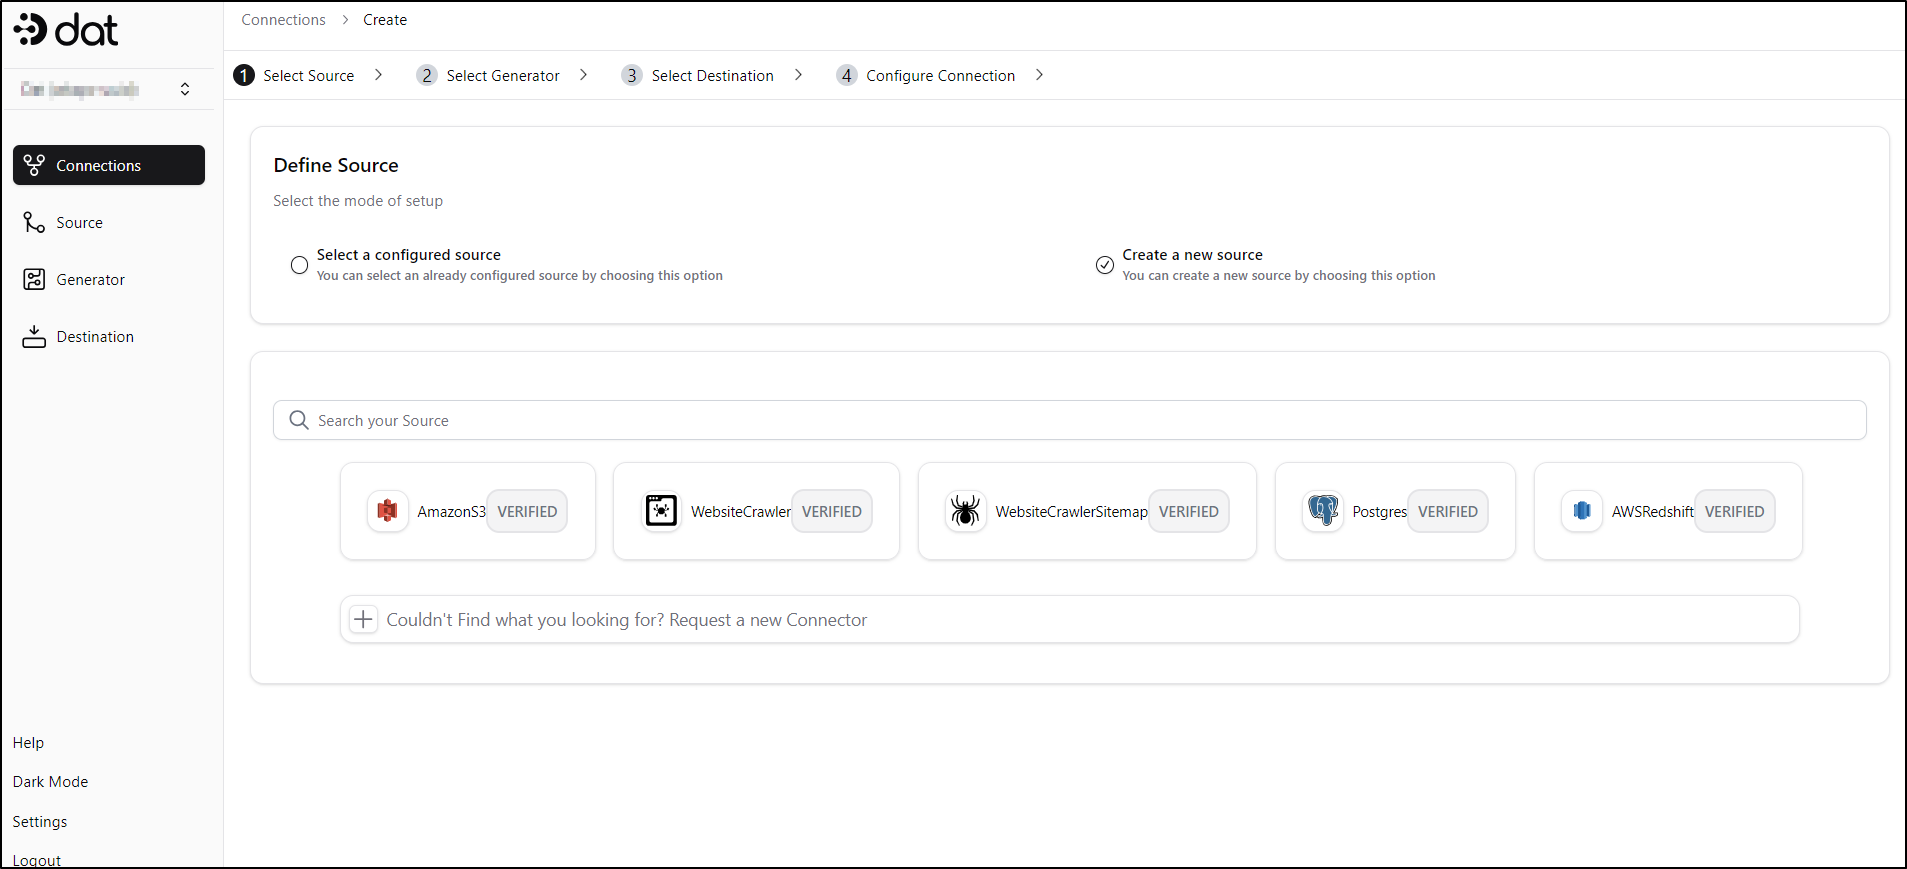 dat
Connections > Create
1 Select Source > 2 Select Generator > 3 Select Destination > 4 Configure Connection >
Connections
Source
Generator
Destination
Define Source
Select the mode of setup
Select a configured source
You can select an already configured source by choosing this option
Create a new source
You can create a new source by choosing this option
Search your Source
AmazonS3 VERIFIED
WebsiteCrawler VERIFIED
WebsiteCrawlerSitemap VERIFIED
Postgres VERIFIED
AWSRedshift VERIFIED
Couldn't Find what you looking for? Request a new Connector
Help
Dark Mode
Settings
Logout